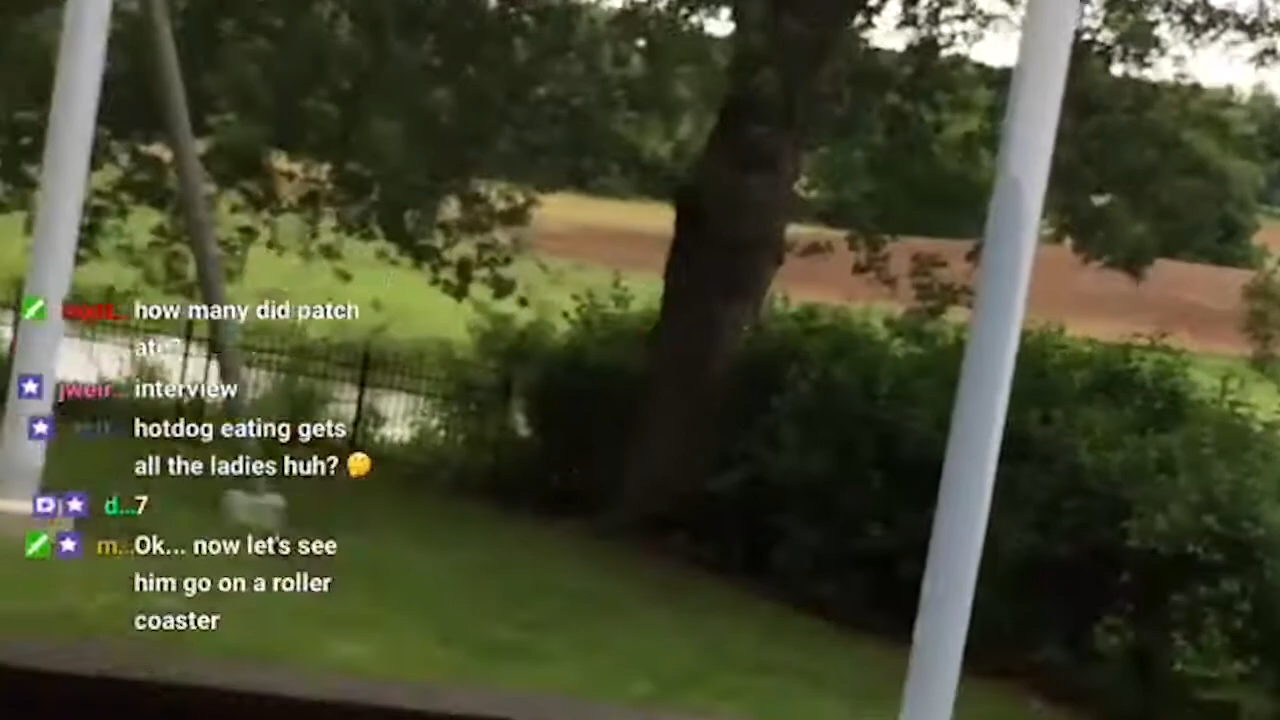 how many did patch
ate?
jweir... interview
hotdog eating gets
all the ladies huh? 🤔
d...7
m...Ok... now let's see
him go on a roller
coaster